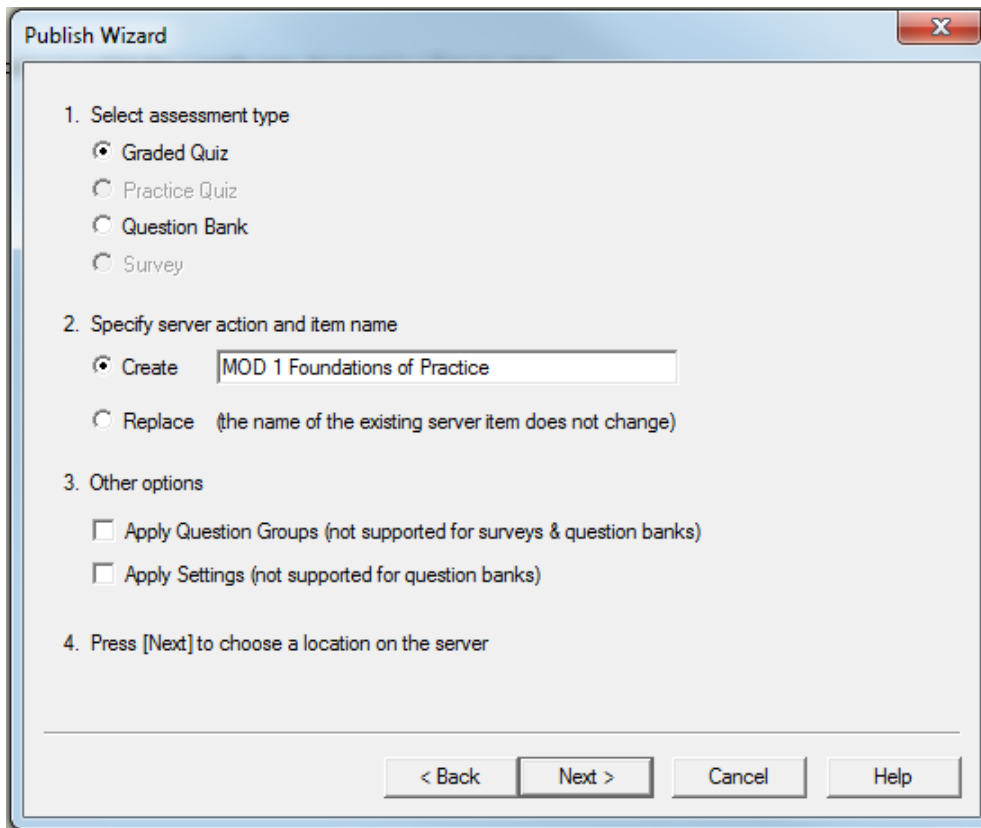 Publish Wizard
1. Select assessment type
Graded Quiz
Practice Quiz
Question Bank
Survey
2. Specify server action and item name
Create MOD 1 Foundations of Practice
Replace (the name of the existing server item does not change)
3. Other options
Apply Question Groups (not supported for surveys & question banks)
Apply Settings (not supported for question banks)
4. Press [Next] to choose a location on the server
< Back Next > Cancel Help